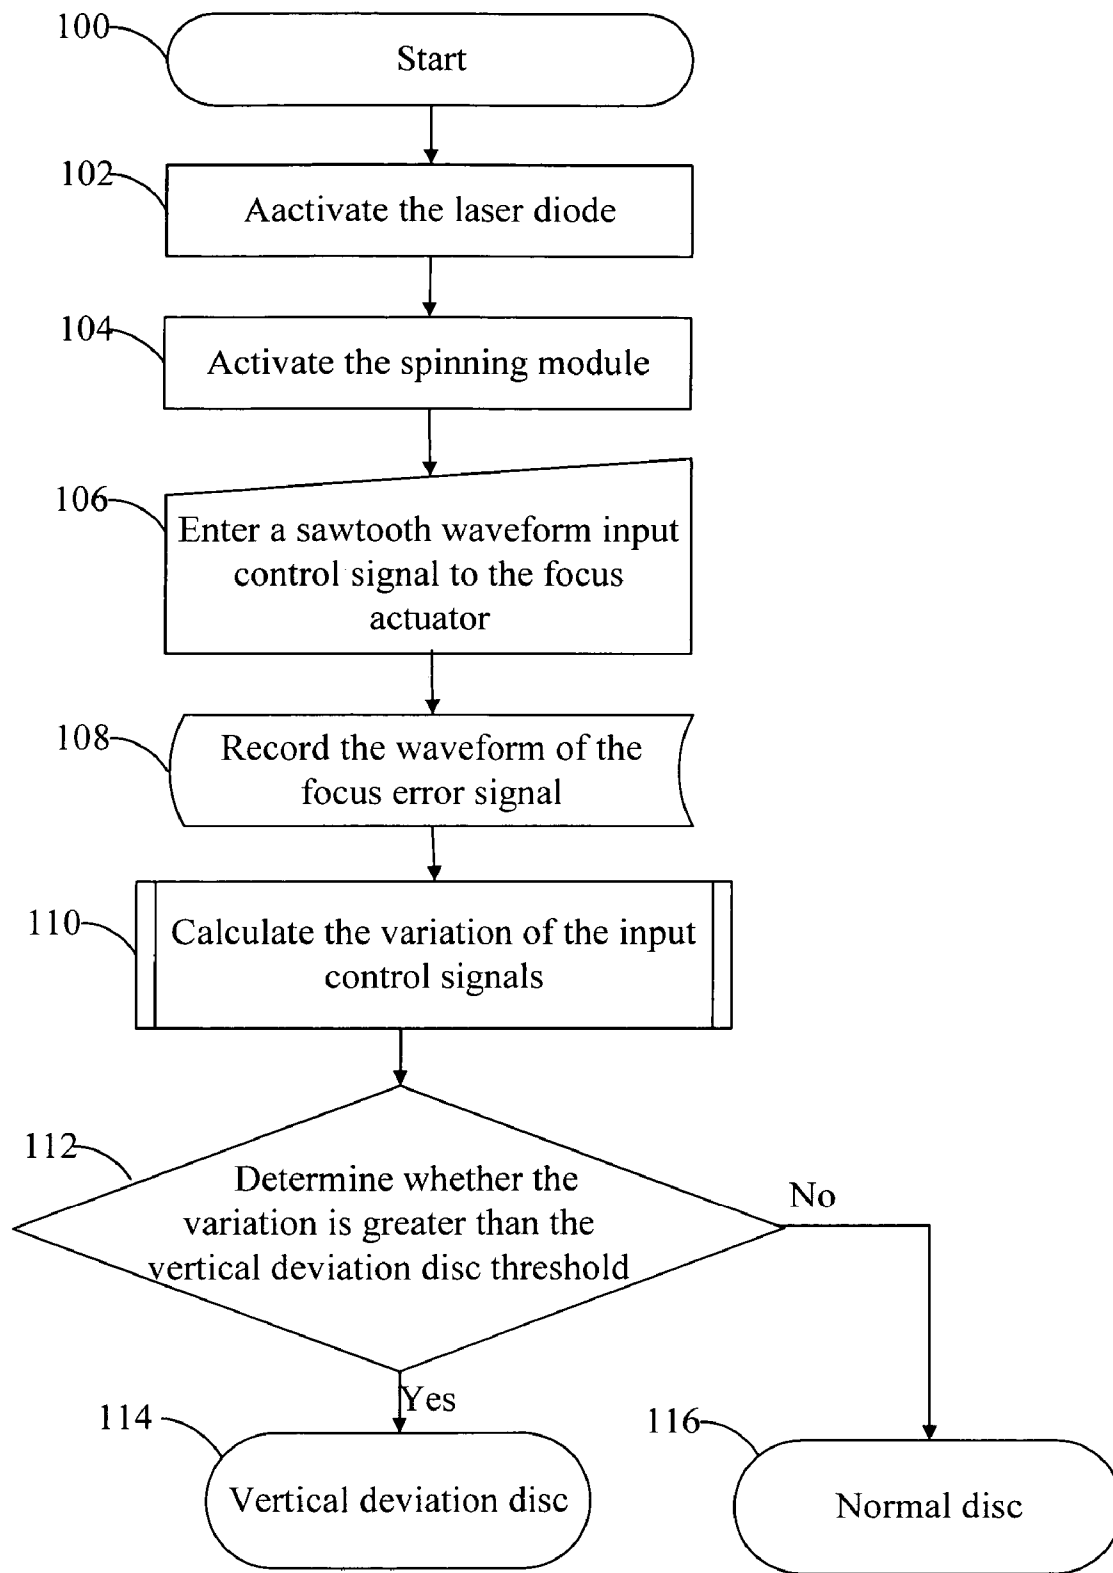 100
Start
102
Aactivate the laser diode
104
Activate the spinning module
106
Enter a sawtooth waveform input
control signal to the focus
actuator
108
Record the waveform of the
focus error signal
110
Calculate the variation of the input
control signals
112
Determine whether the
variation is greater than the
vertical deviation disc threshold
No
Yes
114
Vertical deviation disc
116
Normal disc